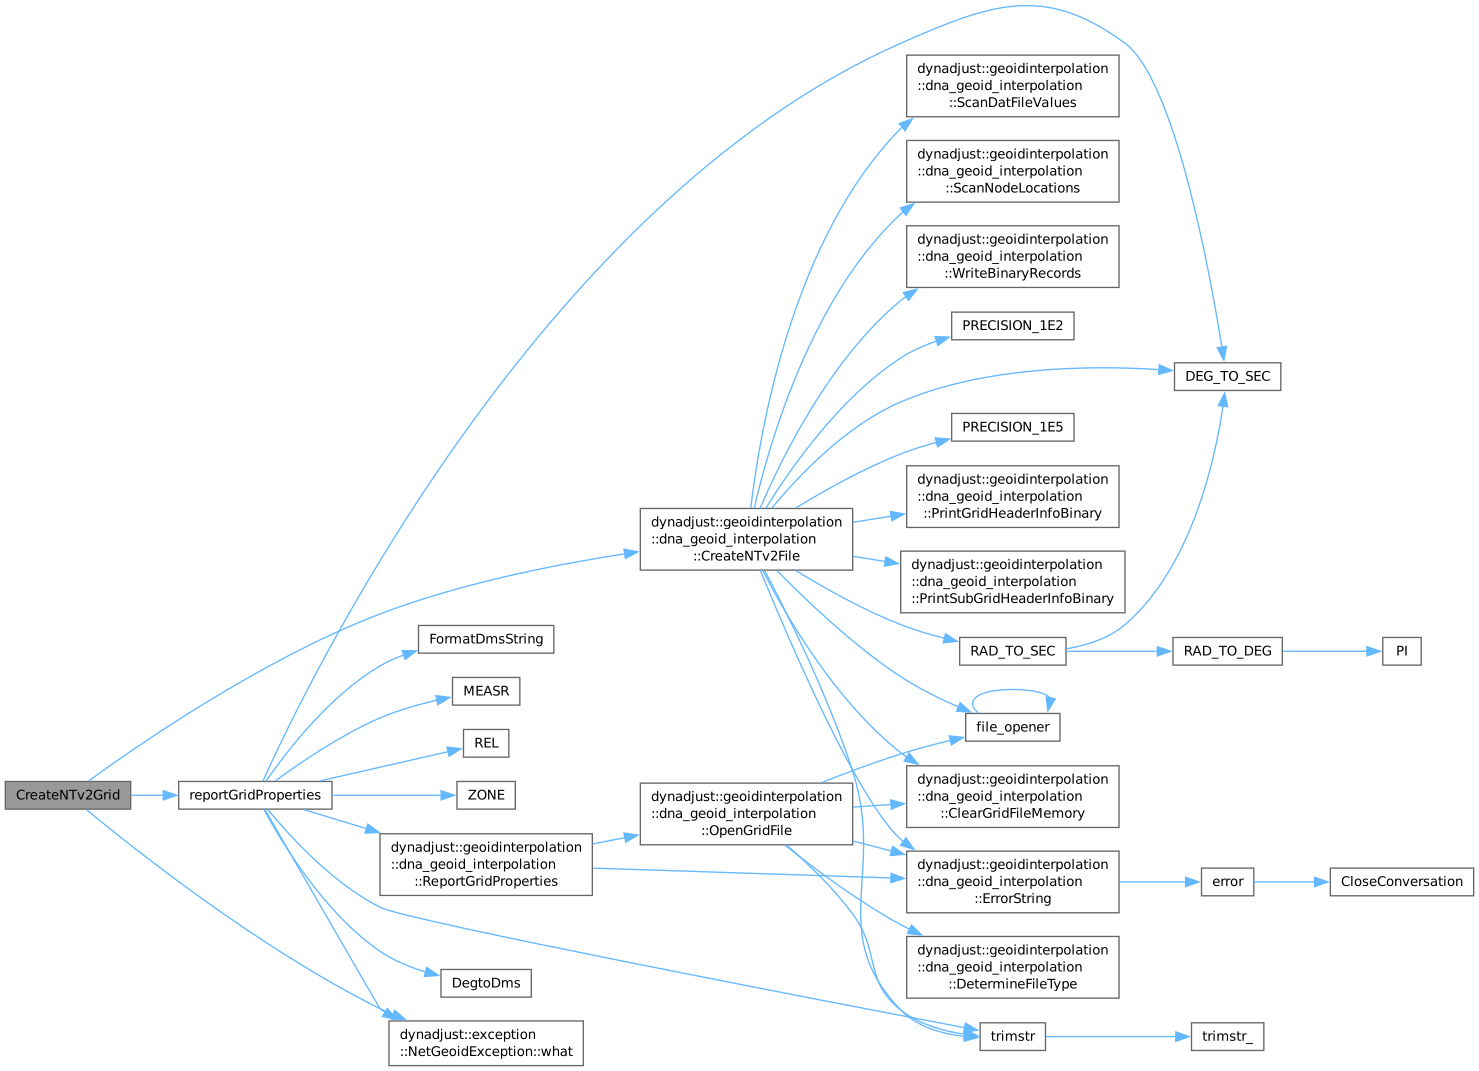 dynadjust::geoidinterpolation
::dna_geoid_interpolation
::ScanDatFileValues
dynadjust::geoidinterpolation
::dna_geoid_interpolation
::ScanNodeLocations
dynadjust::geoidinterpolation
::dna_geoid_interpolation
::WriteBinaryRecords
PRECISION_1E2
DEG_TO_SEC
PRECISION_1E5
dynadjust::geoidinterpolation
::dna_geoid_interpolation
::PrintGridHeaderInfoBinary
dynadjust::geoidinterpolation
::dna_geoid_interpolation
::CreateNTv2File
dynadjust::geoidinterpolation
::dna_geoid_interpolation
::PrintSubGridHeaderInfoBinary
FormatDmsString
RAD_TO_SEC
RAD_TO_DEG
PI
MEASR
file_opener
REL
CreateNTv2Grid
reportGridProperties
ZONE
dynadjust::geoidinterpolation
::dna_geoid_interpolation
::OpenGridFile
dynadjust::geoidinterpolation
::dna_geoid_interpolation
::ClearGridFileMemory
dynadjust::geoidinterpolation
::dna_geoid_interpolation
::ReportGridProperties
dynadjust::geoidinterpolation
::dna_geoid_interpolation
::ErrorString
error
CloseConversation
dynadjust::geoidinterpolation
::dna_geoid_interpolation
::DetermineFileType
DegtoDms
dynadjust::exception
::NetGeoidException::what
trimstr
trimstr_